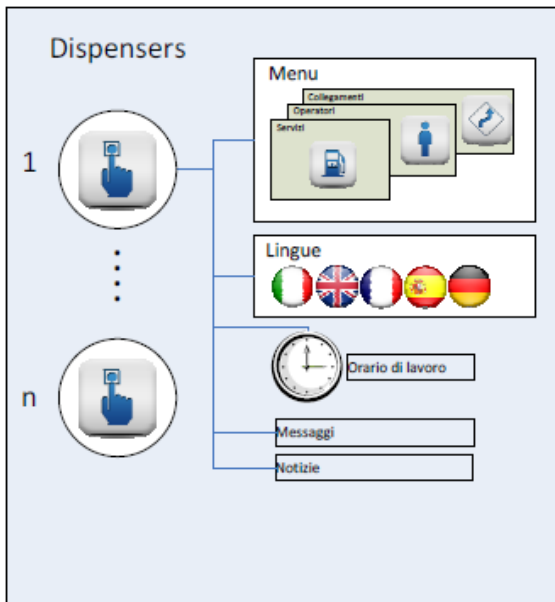 Dispensers
Menu
Collegamenti
Operatori
Servizi
1
Lingue
n
Orario di lavoro
Messaggi
Notizie